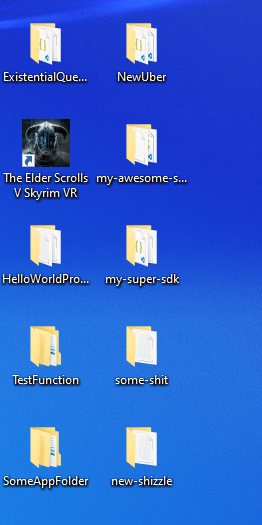 ExistentialQue...
NewUber
The Elder Scrolls
V Skyrim VR
my-awesome-s...
HelloWorldPro...
my-super-sdk
TestFunction
some-shit
SomeAppFolder
new-shizzle